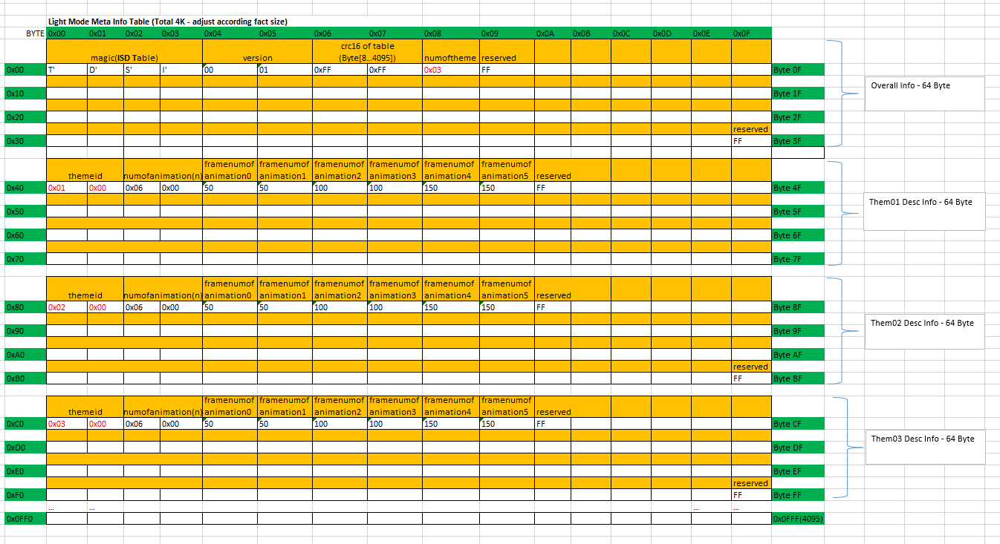 Light Mode Meta Info Table (Total 4K - adjust according fact size)
BYTE 0x00 0x01 0x02 0x03 0x04 0x05 0x06 0x07 0x08 0x09 0x0A 0x0B 0x0C 0x0D 0x0E 0x0F
magic(ISD Table) version crc16 of table (Byte[8...4095]) numoftheme reserved
0x00 T' D' S' I' 00 01 0xFF 0xFF 0x03 FF Byte 0F
0x10 Byte 1F
0x20 Byte 2F
reserved
0x30 FF Byte 3F
Overall Info - 64 Byte
themeid numofanimation(n) framenumof animation0 framenumof animation1 framenumof animation2 framenumof animation3 framenumof animation4 framenumof animation5 reserved
0x40 0x01 0x00 0x06 0x00 50 50 100 100 150 150 FF Byte 4F
0x50 Byte 5F
0x60 Byte 6F
0x70 Byte 7F
Them01 Desc Info - 64 Byte
themeid numofanimation(n) framenumof animation0 framenumof animation1 framenumof animation2 framenumof animation3 framenumof animation4 framenumof animation5 reserved
0x80 0x02 0x00 0x06 0x00 50 50 100 100 150 150 FF Byte 8F
0x90 Byte 9F
0xA0 Byte AF
reserved
0xB0 FF Byte BF
Them02 Desc Info - 64 Byte
themeid numofanimation(n) framenumof animation0 framenumof animation1 framenumof animation2 framenumof animation3 framenumof animation4 framenumof animation5 reserved
0xC0 0x03 0x00 0x06 0x00 50 50 100 100 150 150 FF Byte CF
0xD0 Byte DF
0xE0 Byte EF
reserved
0xF0 FF Byte FF
Them03 Desc Info - 64 Byte
... ... ... ...
0x0FF0 0x0FFF(4095)